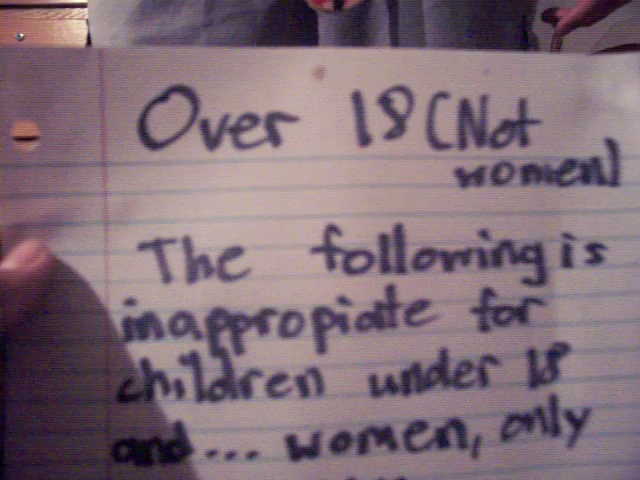 Over 18 (Not
women)
The following is
inappropiate for
children under 18
and... women, only